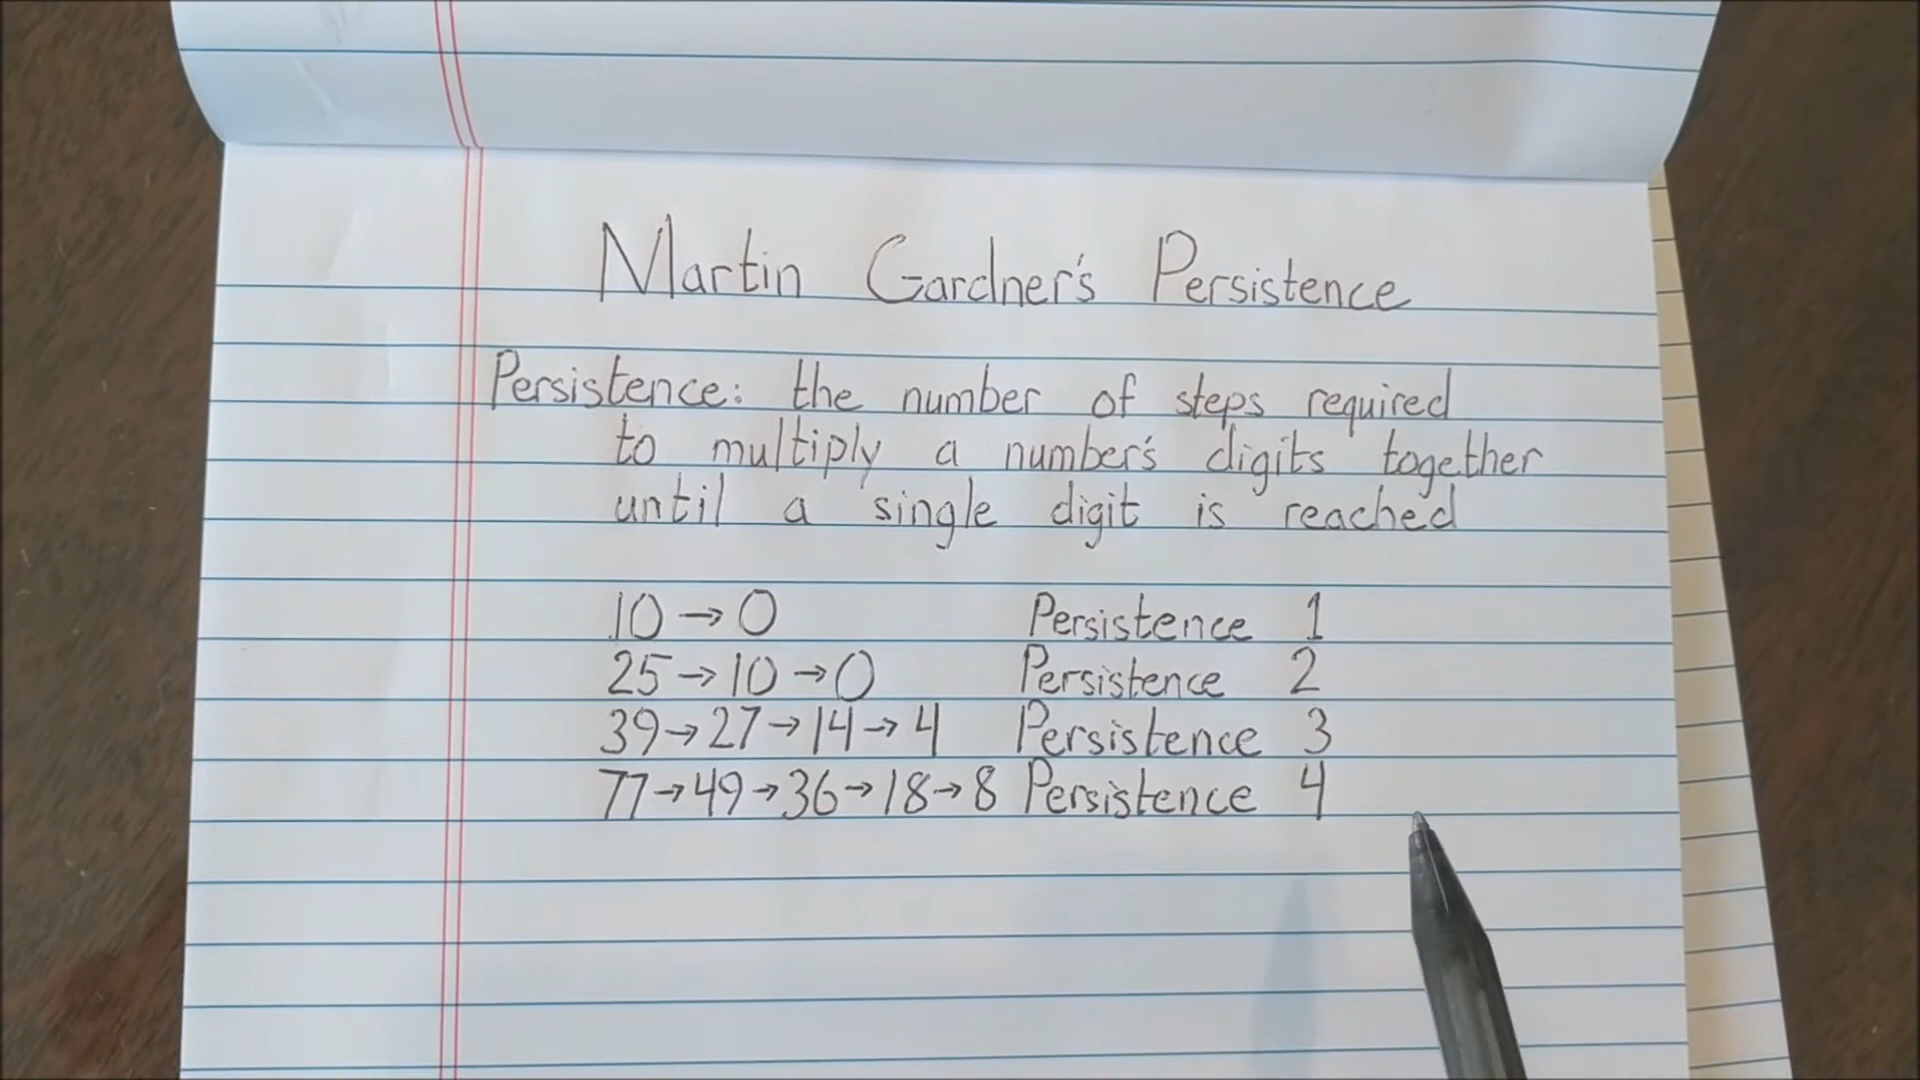 Martin Gardner's Persistence
Persistence: the number of steps required
to multiply a number's digits together
until a single digit is reached
10→0 Persistence 1
25→10→0 Persistence 2
39→27→14→4 Persistence 3
77→49→36→18→8 Persistence 4